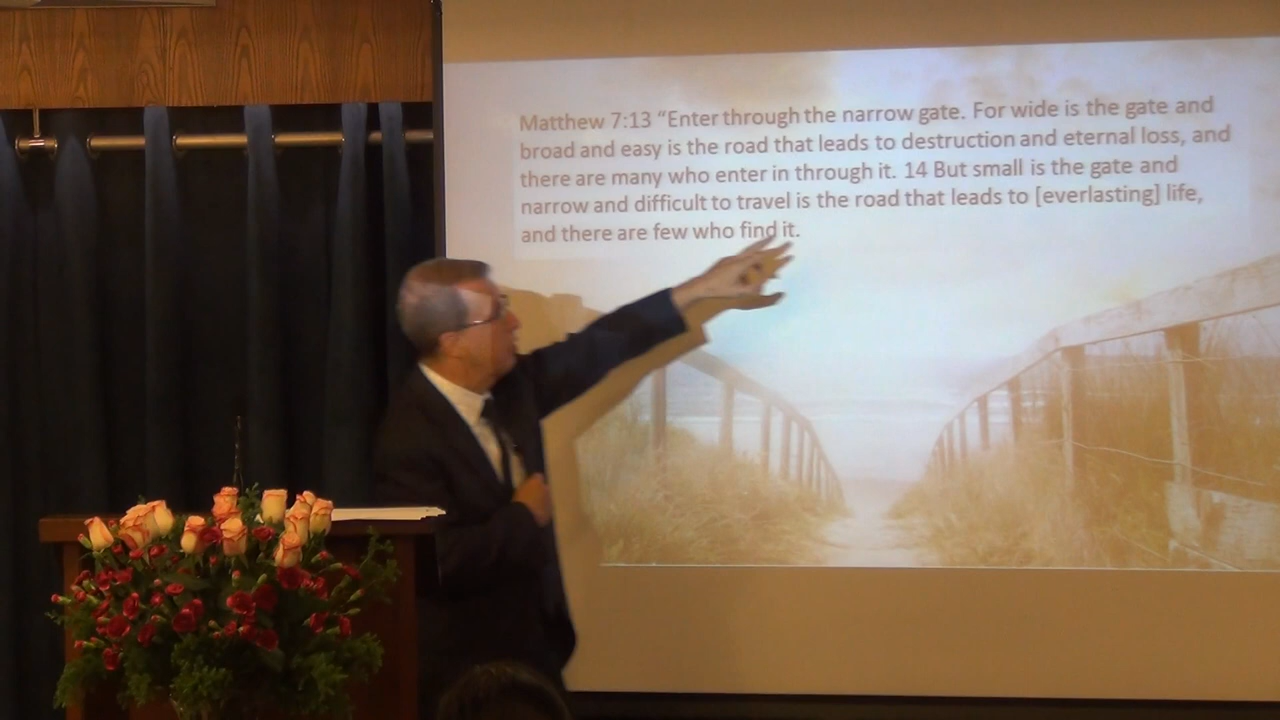 Matthew 7:13 “Enter through the narrow gate. For wide is the gate and
broad and easy is the road that leads to destruction and eternal loss, and
there are many who enter in through it. 14 But small is the gate and
narrow and difficult to travel is the road that leads to [everlasting] life,
and there are few who find it.